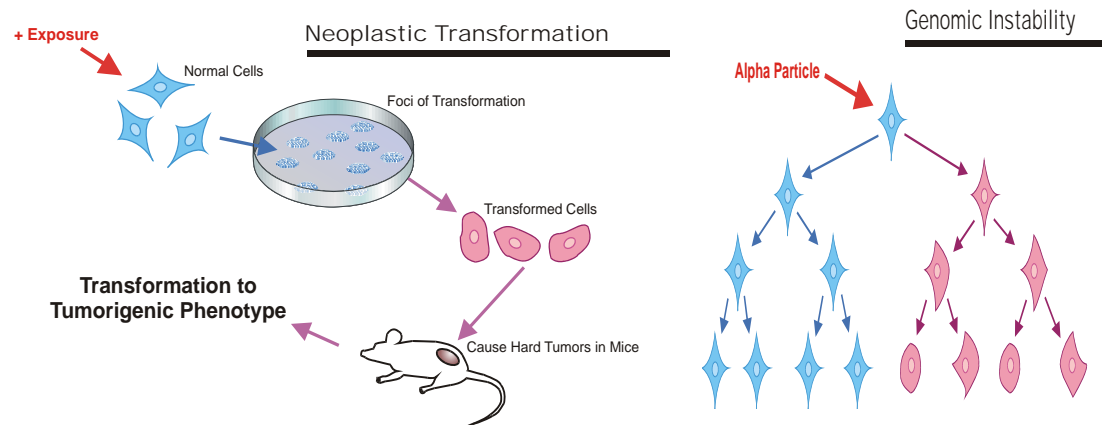 Neoplastic Transformation
+ Exposure
Normal Cells
Foci of Transformation
Transformed Cells
Transformation to
Tumorigenic Phenotype
Cause Hard Tumors in Mice
Genomic Instability
Alpha Particle